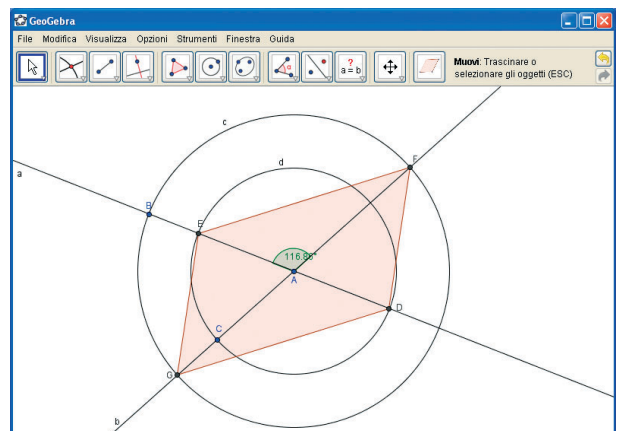 GeoGebra
File Modifica Visualizza Opzioni Strumenti Finestra Guida
? a = b
Muovi: Trascinare o
selezionare gli oggetti (ESC)
c
F
d
a
B
E
116.86°
A
D
C
G
b